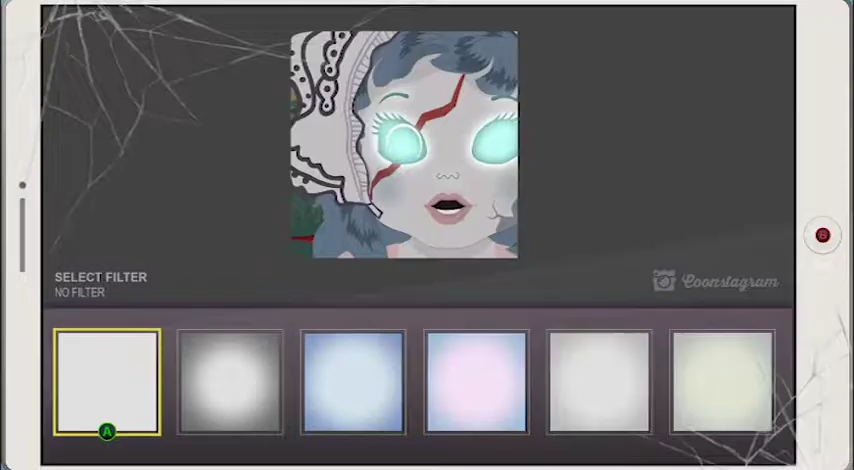 SELECT FILTER
NO FILTER
Coonstagram
A
B